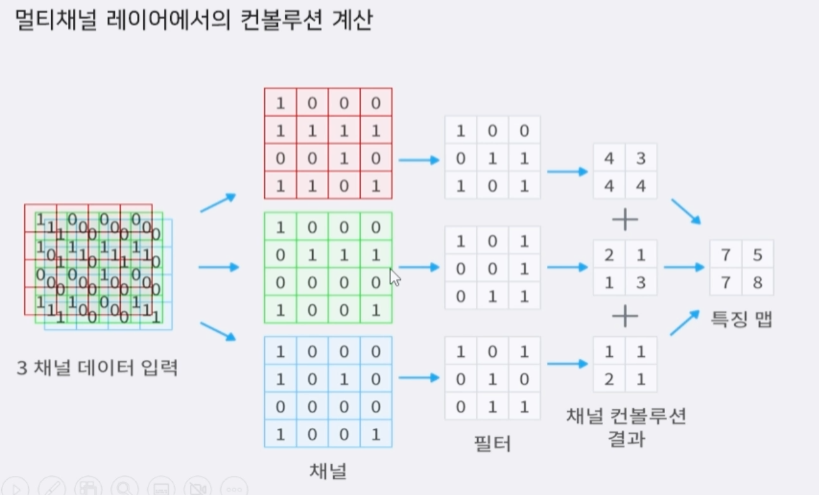 멀티채널 레이어에서의 컨볼루션 계산
1 0 0 0
1 1 1 1
0 0 1 0
1 1 0 1
1 0 0
0 1 1
1 0 1
4 3
4 4
+
1 0 0 0
0 1 1 1
0 0 0 0
1 0 0 1
1 0 1
0 0 1
0 1 1
2 1
1 3
7 5
7 8
특징 맵
+
3 채널 데이터 입력
1 0 0 0
1 0 1 0
0 0 0 0
1 0 0 1
채널
1 0 1
0 1 0
0 1 1
필터
1 1
2 1
채널 컨볼루션
결과